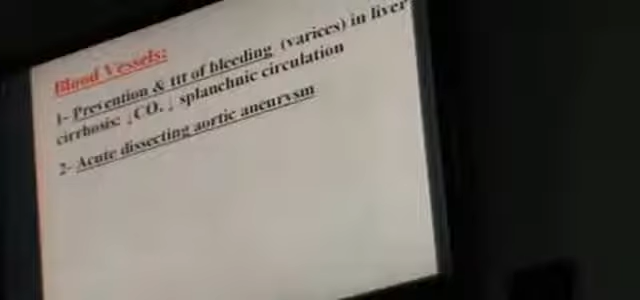 Blood Vessels:
1- Prevention & ttt of bleeding (varices) in liver
cirrhosis: ↓CO, ↓ splanchnic circulation
2- Acute dissecting aortic aneurysm